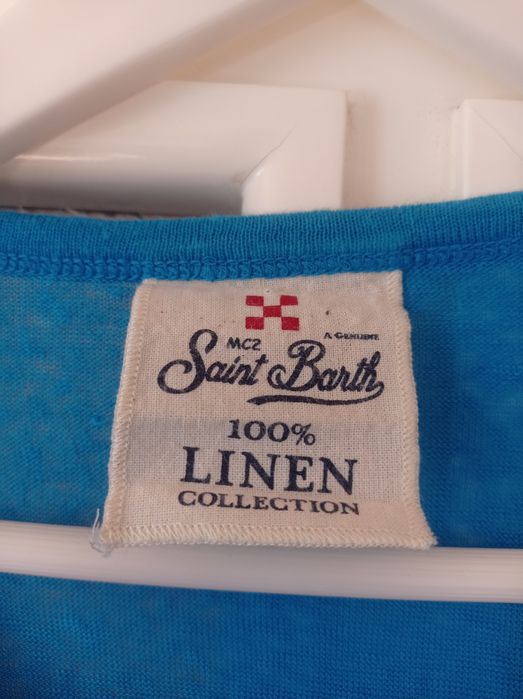 MC2 A GENUINE
Saint Barth
100%
LINEN
COLLECTION